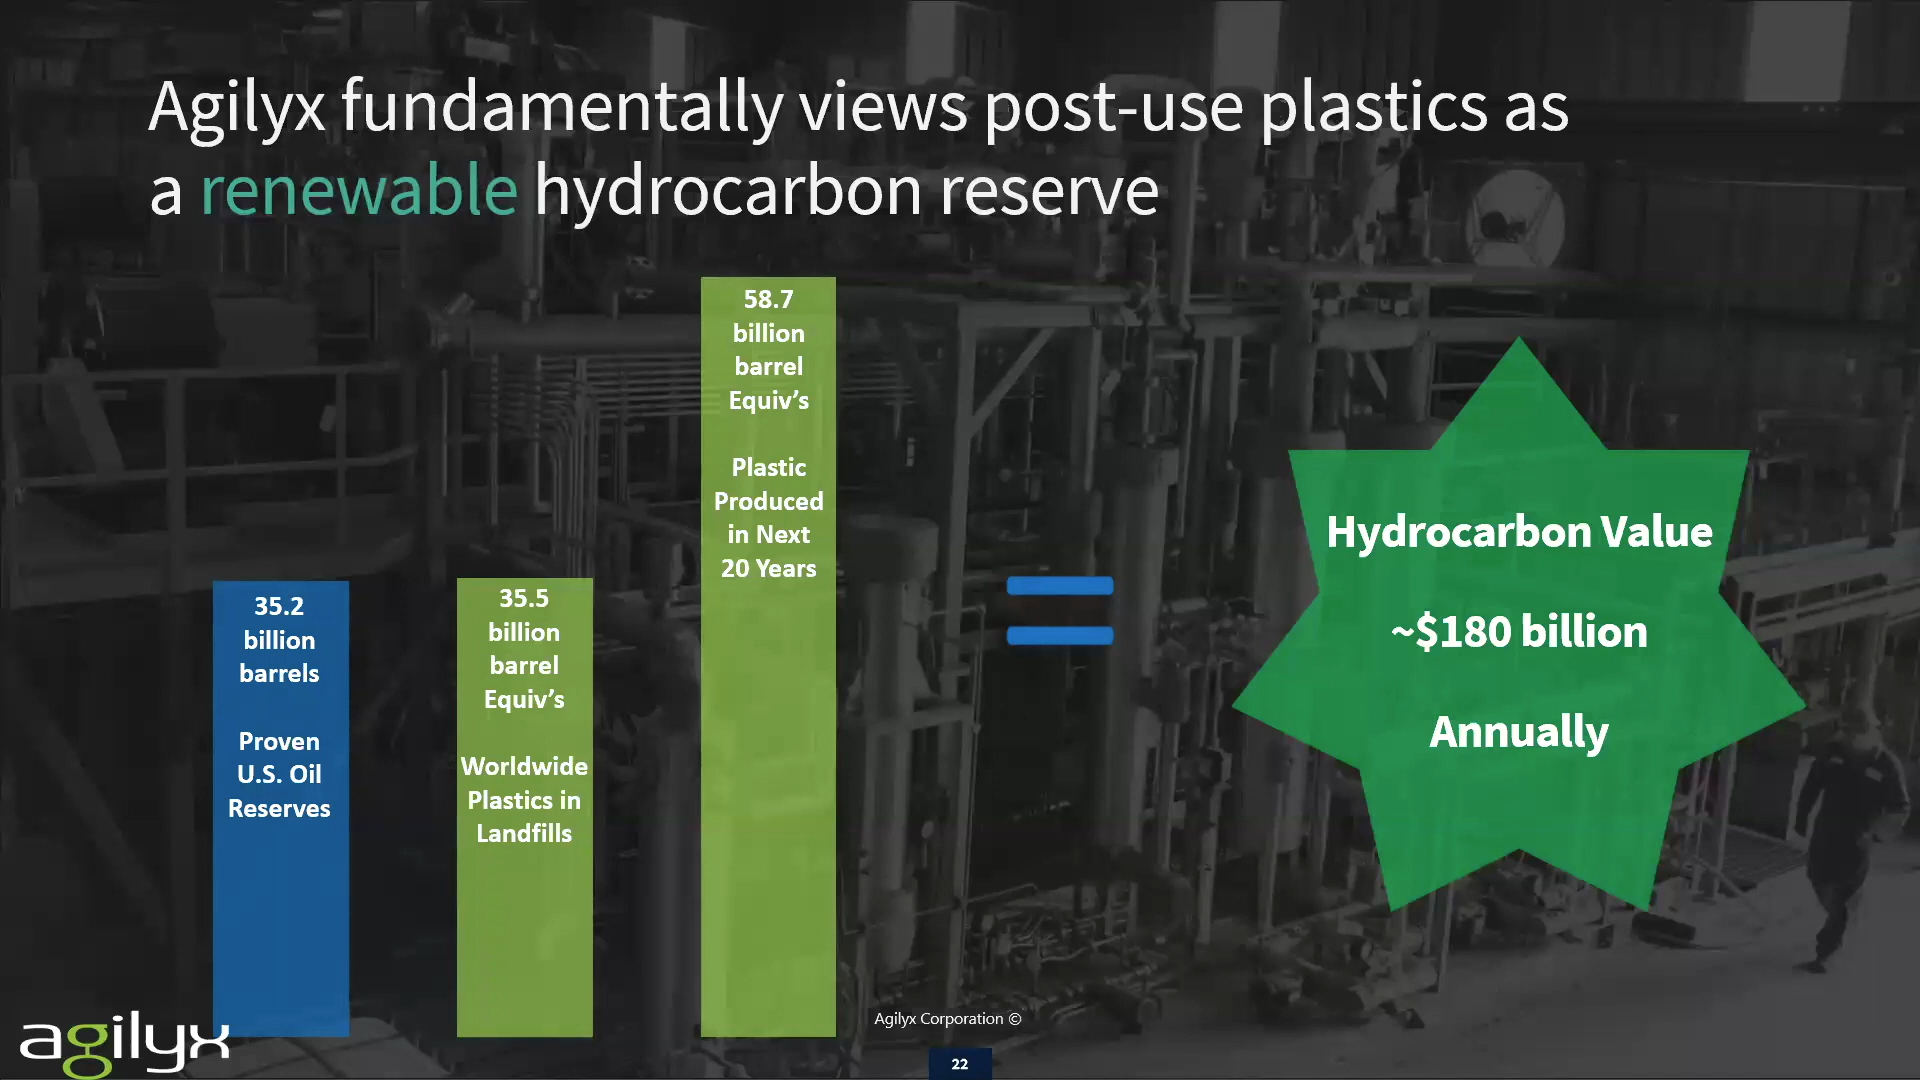 Agilyx fundamentally views post-use plastics as
a renewable hydrocarbon reserve
35.2
billion
barrels
Proven
U.S. Oil
Reserves
35.5
billion
barrel
Equiv’s
Worldwide
Plastics in
Landfills
58.7
billion
barrel
Equiv’s
Plastic
Produced
in Next
20 Years
Hydrocarbon Value
~$180 billion
Annually
agilyx
Agilyx Corporation ©
22